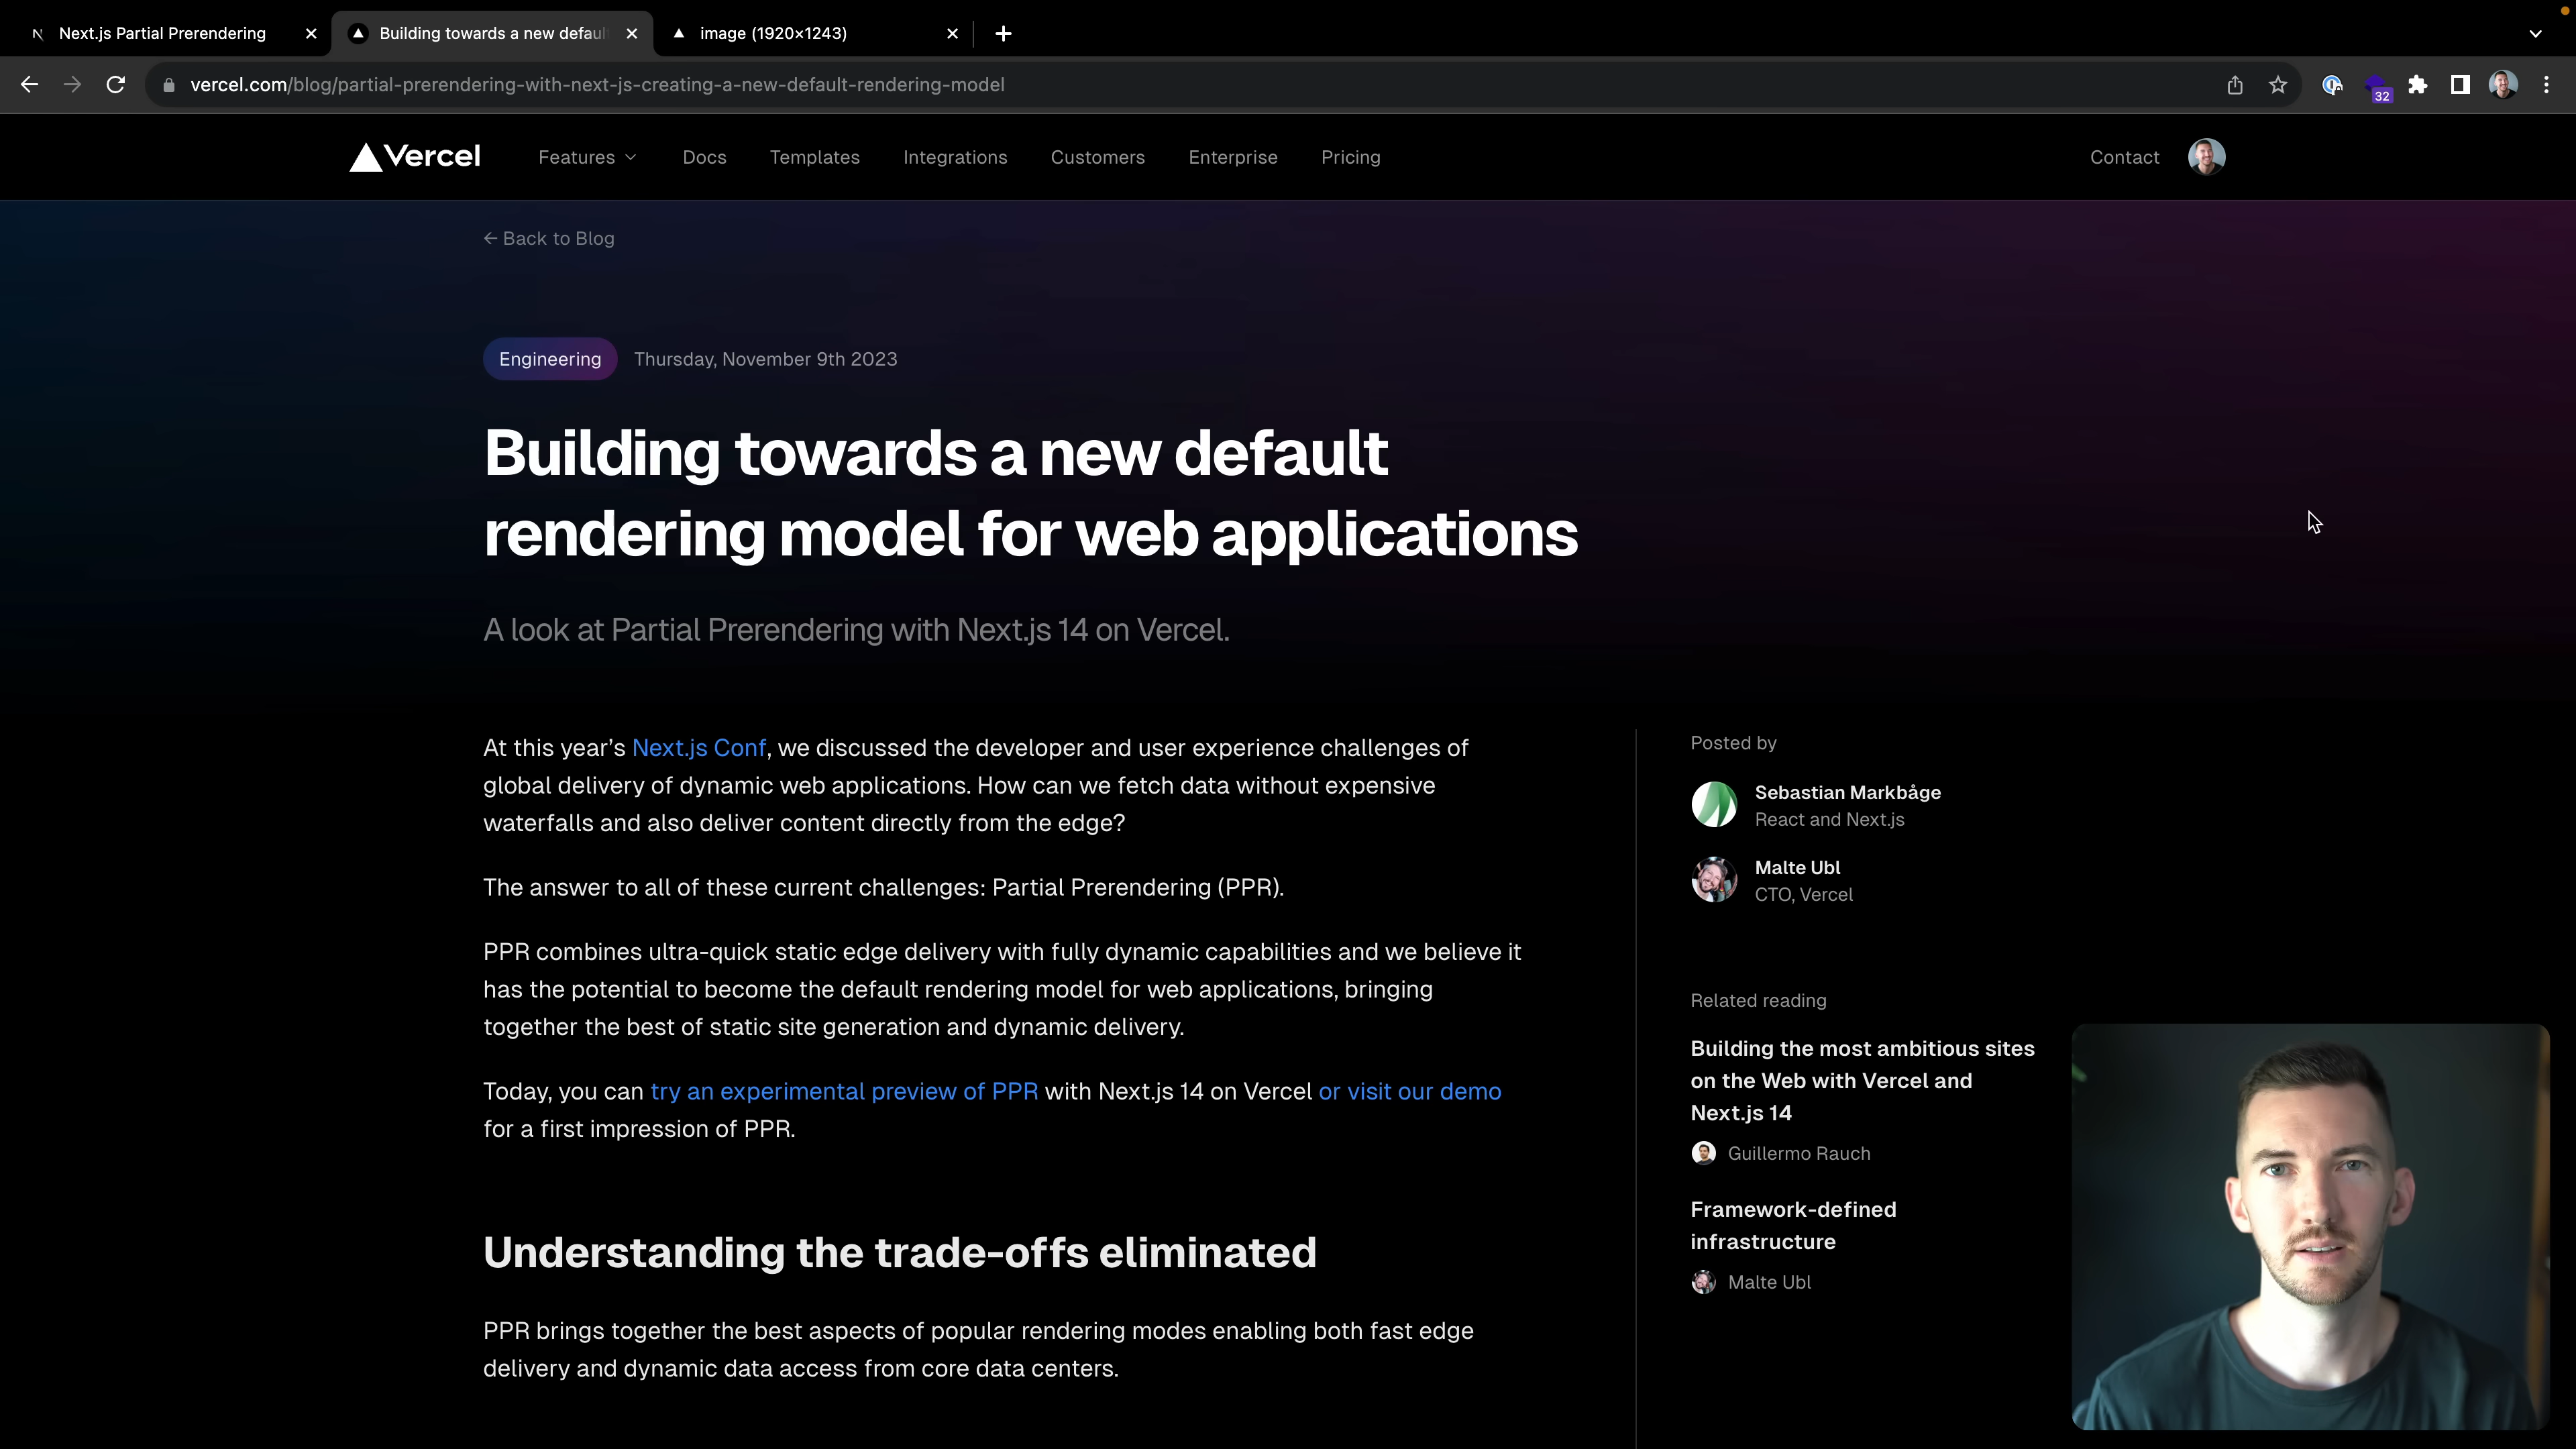 Next.js Partial Prerendering
Building towards a new defaul
image (1920×1243)
vercel.com/blog/partial-prerendering-with-next-js-creating-a-new-default-rendering-model
32
Vercel
Features
Docs
Templates
Integrations
Customers
Enterprise
Pricing
Contact
← Back to Blog
Engineering
Thursday, November 9th 2023
Building towards a new default
rendering model for web applications
A look at Partial Prerendering with Next.js 14 on Vercel.
At this year’s Next.js Conf, we discussed the developer and user experience challenges of
global delivery of dynamic web applications. How can we fetch data without expensive
waterfalls and also deliver content directly from the edge?
The answer to all of these current challenges: Partial Prerendering (PPR).
PPR combines ultra-quick static edge delivery with fully dynamic capabilities and we believe it
has the potential to become the default rendering model for web applications, bringing
together the best of static site generation and dynamic delivery.
Today, you can try an experimental preview of PPR with Next.js 14 on Vercel or visit our demo
for a first impression of PPR.
Understanding the trade-offs eliminated
PPR brings together the best aspects of popular rendering modes enabling both fast edge
delivery and dynamic data access from core data centers.
Posted by
Sebastian Markbåge
React and Next.js
Malte Ubl
CTO, Vercel
Related reading
Building the most ambitious sites
on the Web with Vercel and
Next.js 14
Guillermo Rauch
Framework-defined
infrastructure
Malte Ubl